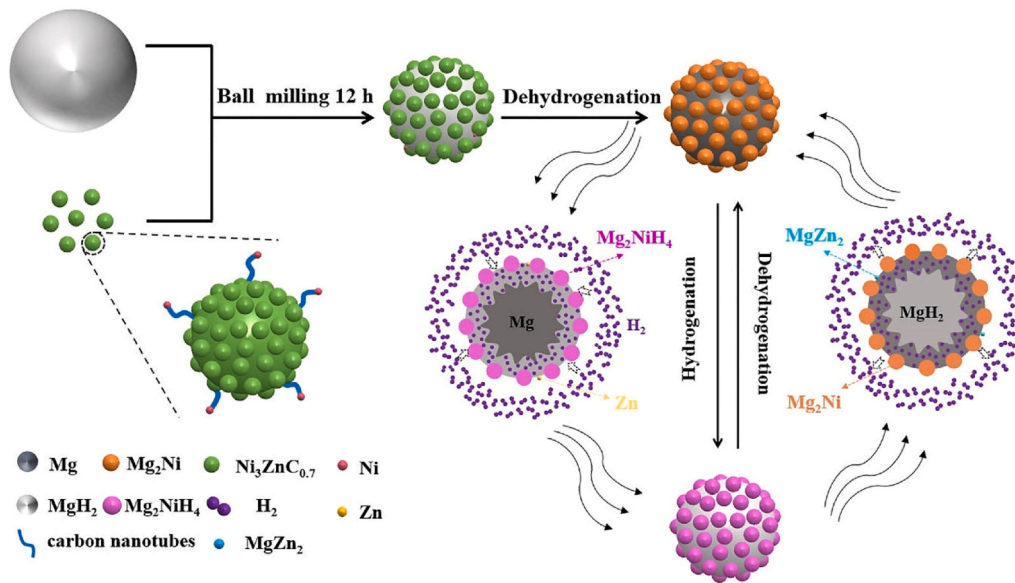 Ball milling 12 h
Dehydrogenation
Mg₂NiH₄
Mg
H₂
Zn
Hydrogenation
Dehydrogenation
MgZn₂
MgH₂
Mg₂Ni
Mg
Mg₂Ni
Ni₃ZnC₀.₇
Ni
MgH₂
Mg₂NiH₄
H₂
Zn
carbon nanotubes
MgZn₂